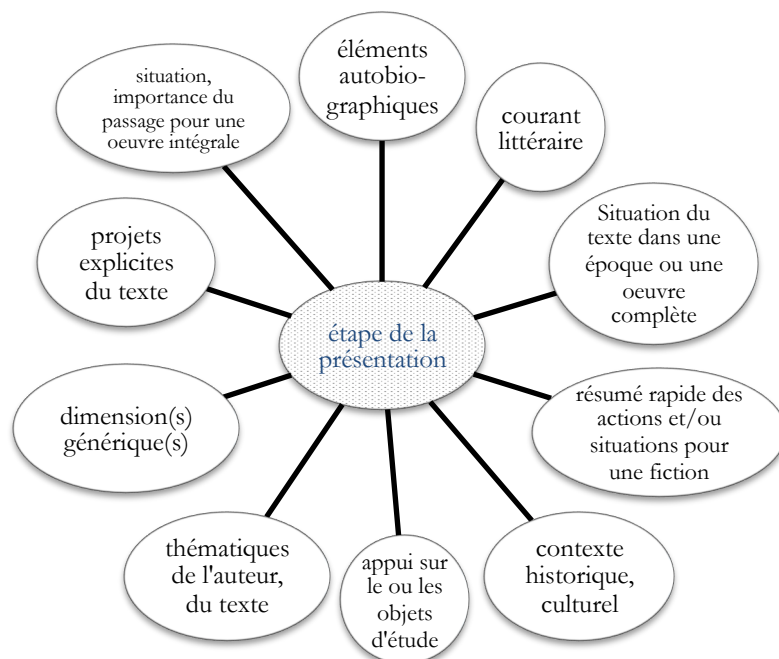 éléments
autobio-
graphiques
situation,
importance du
passage pour une
oeuvre intégrale
courant
littéraire
projets
explicites
du texte
Situation du
texte dans une
époque ou une
oeuvre
complète
étape de la
présentation
dimension(s)
générique(s)
résumé rapide des
actions et/ou
situations pour
une fiction
thématiques
de l'auteur,
du texte
appui sur
le ou les
objets
d'étude
contexte
historique,
culturel